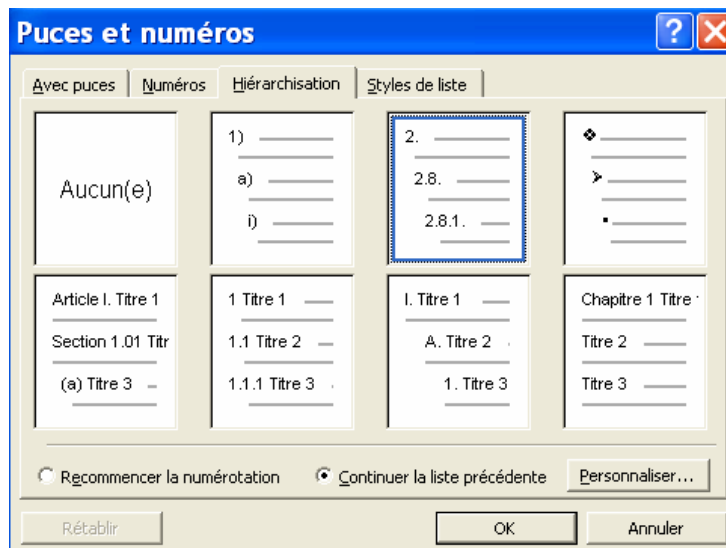 Puces et numéros
Avec puces Numéros Hiérarchisation Styles de liste
Aucun(e)
1)
a)
i)
2.
2.8.
2.8.1.
Article I. Titre 1
Section 1.01 Titr
(a) Titre 3
1 Titre 1
1.1 Titre 2
1.1.1 Titre 3
I. Titre 1
A. Titre 2
1. Titre 3
Chapitre 1 Titre
Titre 2
Titre 3
Recommencer la numérotation Continuer la liste précédente Personnaliser...
Rétablir OK Annuler